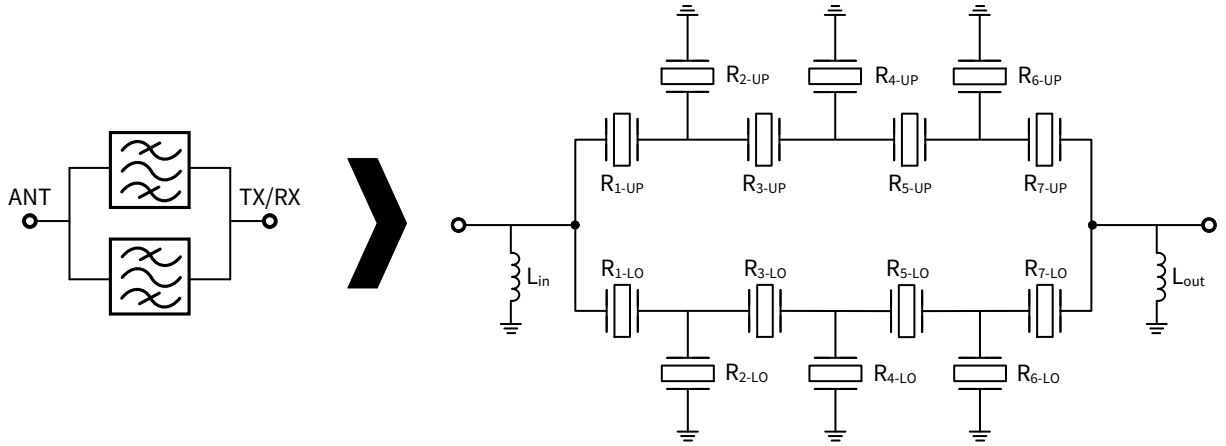 R2-UP
R4-UP
R6-UP
ANT
TX/RX
R1-UP
R3-UP
R5-UP
R7-UP
Lin
R1-LO
R3-LO
R5-LO
R7-LO
Lout
R2-LO
R4-LO
R6-LO